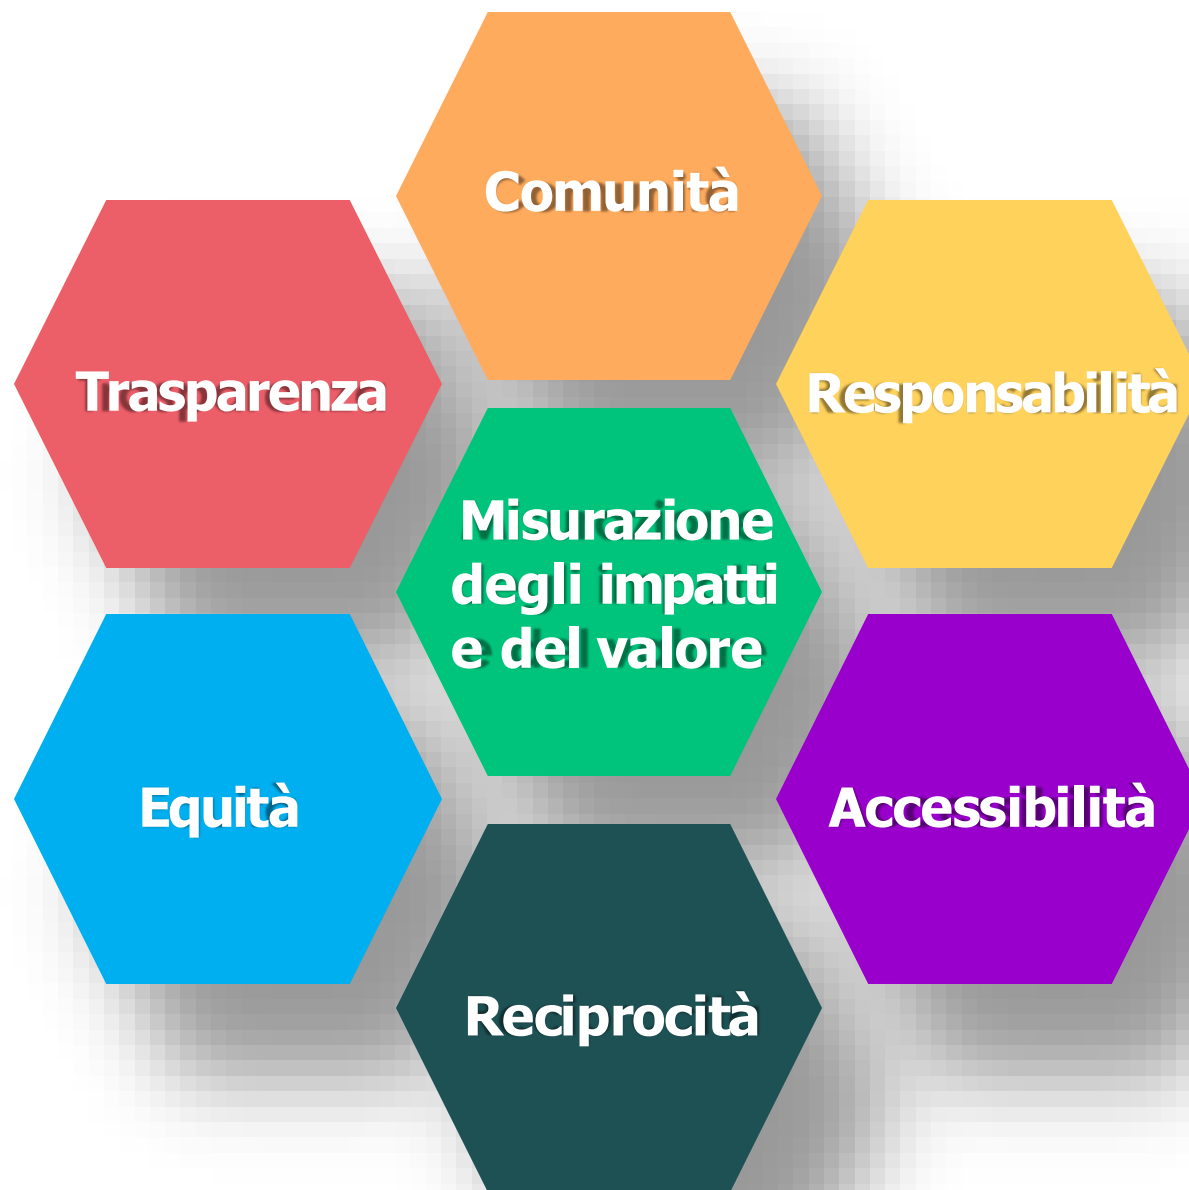 Comunità
Trasparenza
Responsabilità
Misurazione
degli impatti
e del valore
Equità
Accessibilità
Reciprocità